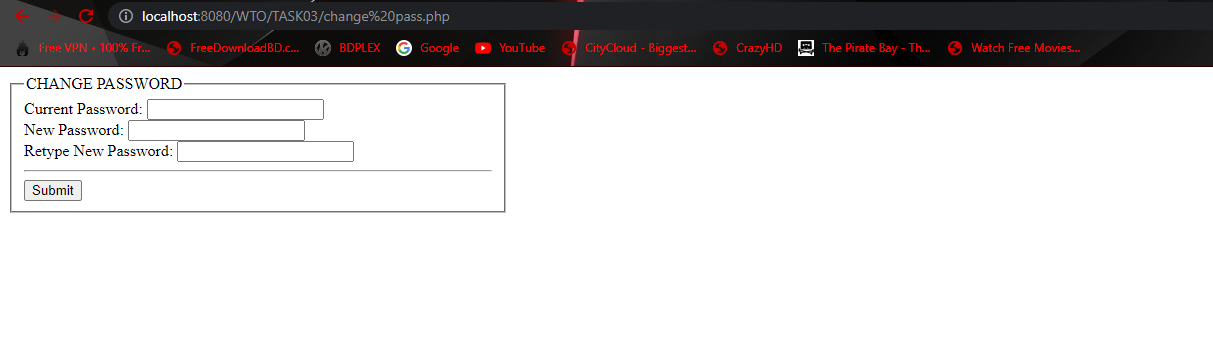 localhost:8080/WTO/TASK03/change%20pass.php
Free VPN • 100% Fr... FreeDownloadBD.c... BDPLEX Google YouTube CityCloud - Biggest... CrazyHD The Pirate Bay - Th... Watch Free Movies...
CHANGE PASSWORD
Current Password:
New Password:
Retype New Password:
Submit